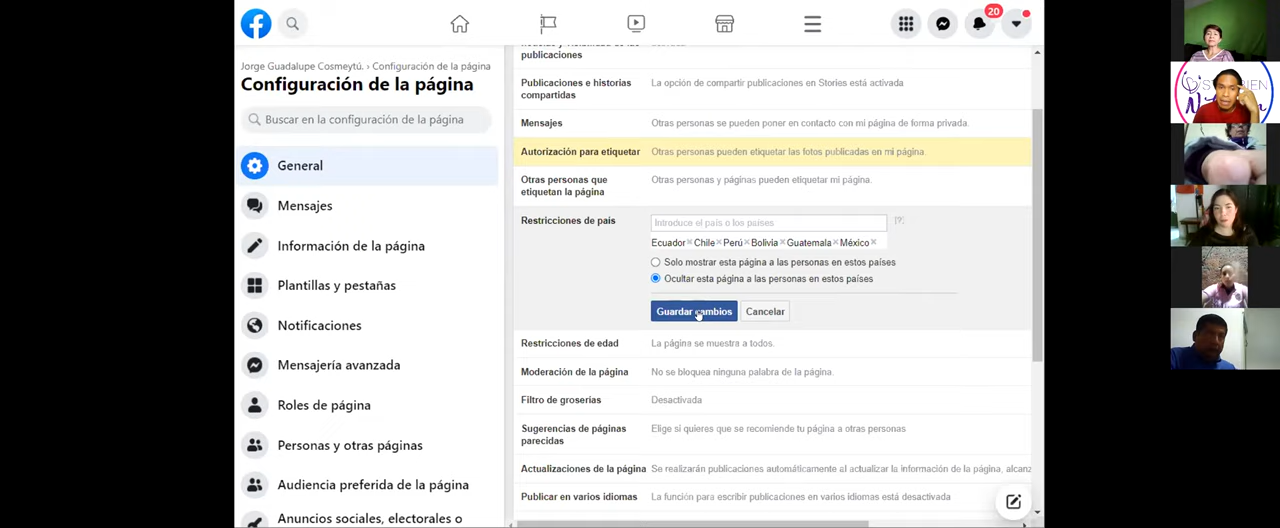 20
Jorge Guadalupe Cosmeytú. › Configuración de la página
Configuración de la página
Buscar en la configuración de la página
General
Mensajes
Información de la página
Plantillas y pestañas
Notificaciones
Mensajería avanzada
Roles de página
Personas y otras páginas
Audiencia preferida de la página
Anuncios sociales, electorales o
publicaciones
Publicaciones e historias
compartidas
La opción de compartir publicaciones en Stories está activada
Mensajes
Otras personas se pueden poner en contacto con mi página de forma privada.
Autorización para etiquetar
Otras personas pueden etiquetar las fotos publicadas en mi página.
Otras personas que
etiquetan la página
Otras personas y páginas pueden etiquetar mi página.
Restricciones de país
Introduce el país o los países
[?]
Ecuador× Chile× Perú× Bolivia× Guatemala× México×
Solo mostrar esta página a las personas en estos países
Ocultar esta página a las personas en estos países
Guardar cambios
Cancelar
Restricciones de edad
La página se muestra a todos.
Moderación de la página
No se bloquea ninguna palabra de la página.
Filtro de groserías
Desactivada
Sugerencias de páginas
parecidas
Elige si quieres que se recomiende tu página a otras personas
Actualizaciones de la página
Se realizarán publicaciones automáticamente al actualizar la información de la página, alcanz
Publicar en varios idiomas
La función para escribir publicaciones en varios idiomas está desactivada